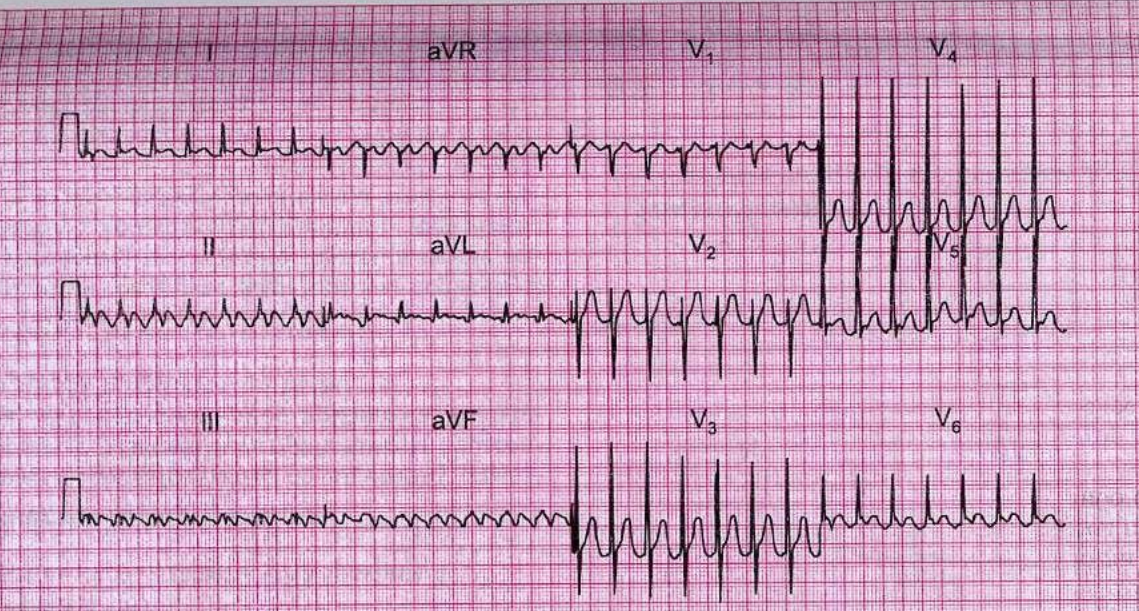 I aVR V₁ V₄
II aVL V₂ V₅
III aVF V₃ V₆